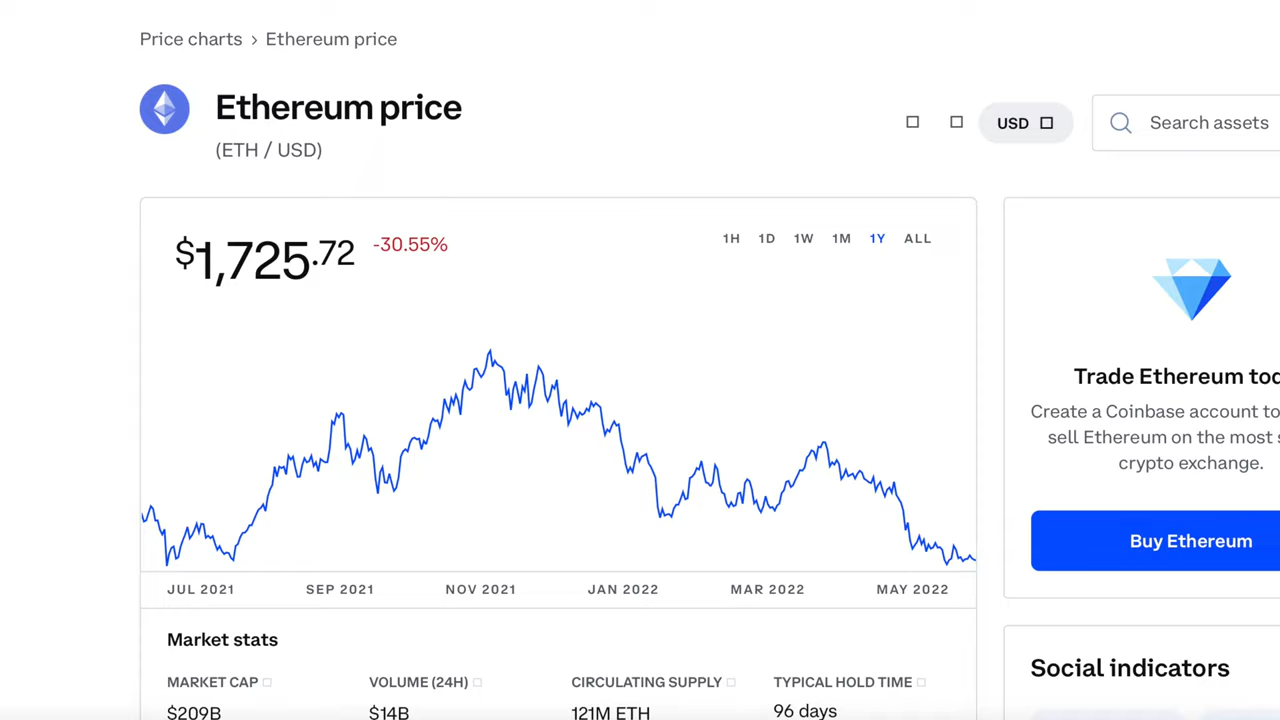 Price charts › Ethereum price
Ethereum price
(ETH / USD)
USD
Search assets
$1,725.72 -30.55%
1H 1D 1W 1M 1Y ALL
Trade Ethereum
Create a Coinbase account to
sell Ethereum on the most
crypto exchange.
Buy Ethereum
JUL 2021 SEP 2021 NOV 2021 JAN 2022 MAR 2022 MAY 2022
Market stats
MARKET CAP VOLUME (24H) CIRCULATING SUPPLY TYPICAL HOLD TIME
$209B $14B 121M ETH 96 days
Social indicators